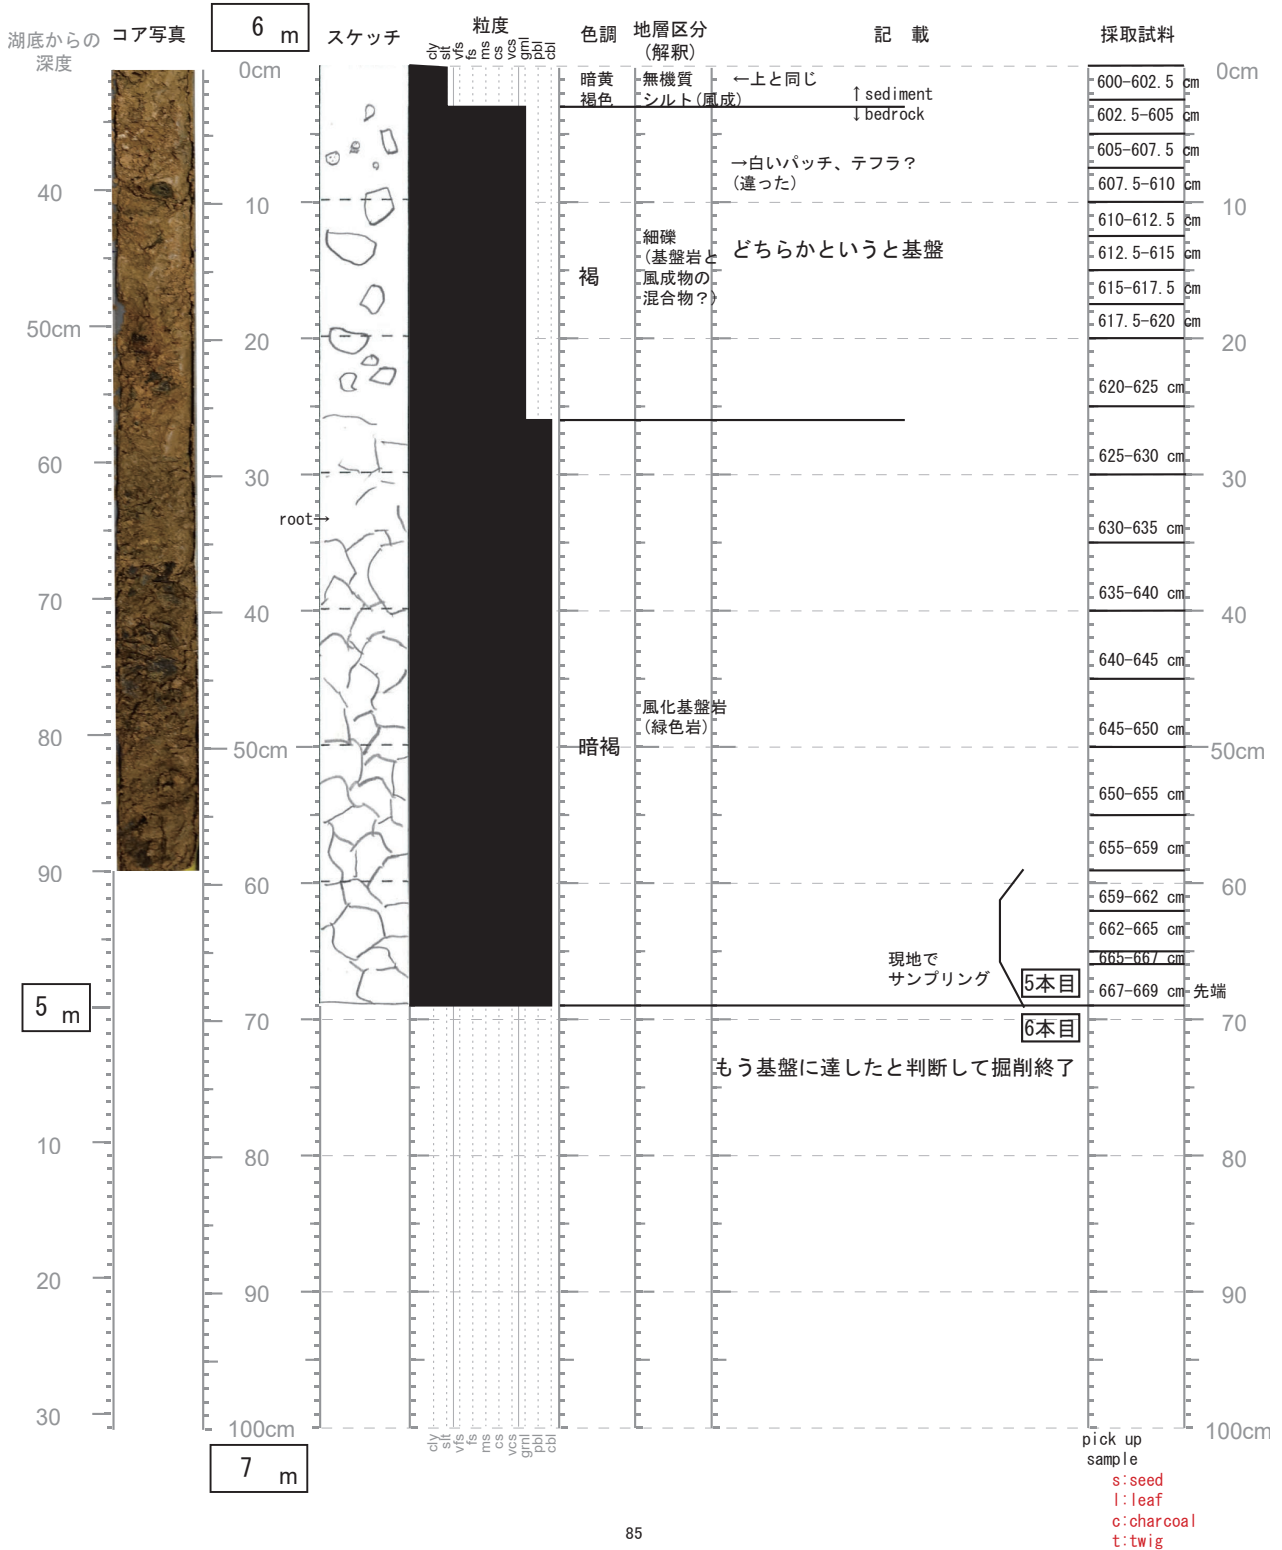 湖底からの
深度
コア写真
6 m
スケッチ
粒度
cly
slt
vfs
fs
ms
cs
vcs
grnl
pbl
cbl
色調
地層区分
(解釈)
記 載
採取試料
0cm
10
20
30
40
50cm
60
70
80
90
100cm
40
50cm
60
70
80
90
5 m
10
20
30
root→
暗黄
褐色
無機質
シルト(風成)
←上と同じ
↑sediment
↓bedrock
→白いパッチ、テフラ?
(違った)
褐
細礫
(基盤岩と
風成物の
混合物?)
どちらかというと基盤
暗褐
風化基盤岩
(緑色岩)
現地で
サンプリング
5本目
6本目
もう基盤に達したと判断して掘削終了
600-602.5 cm
602.5-605 cm
605-607.5 cm
607.5-610 cm
610-612.5 cm
612.5-615 cm
615-617.5 cm
617.5-620 cm
620-625 cm
625-630 cm
630-635 cm
635-640 cm
640-645 cm
645-650 cm
650-655 cm
655-659 cm
659-662 cm
662-665 cm
665-667 cm
667-669 cm 先端
0cm
10
20
30
40
50cm
60
70
80
90
100cm
cly
slt
vfs
fs
ms
cs
vcs
grnl
pbl
cbl
7 m
pick up
sample
s:seed
l:leaf
c:charcoal
t:twig
85